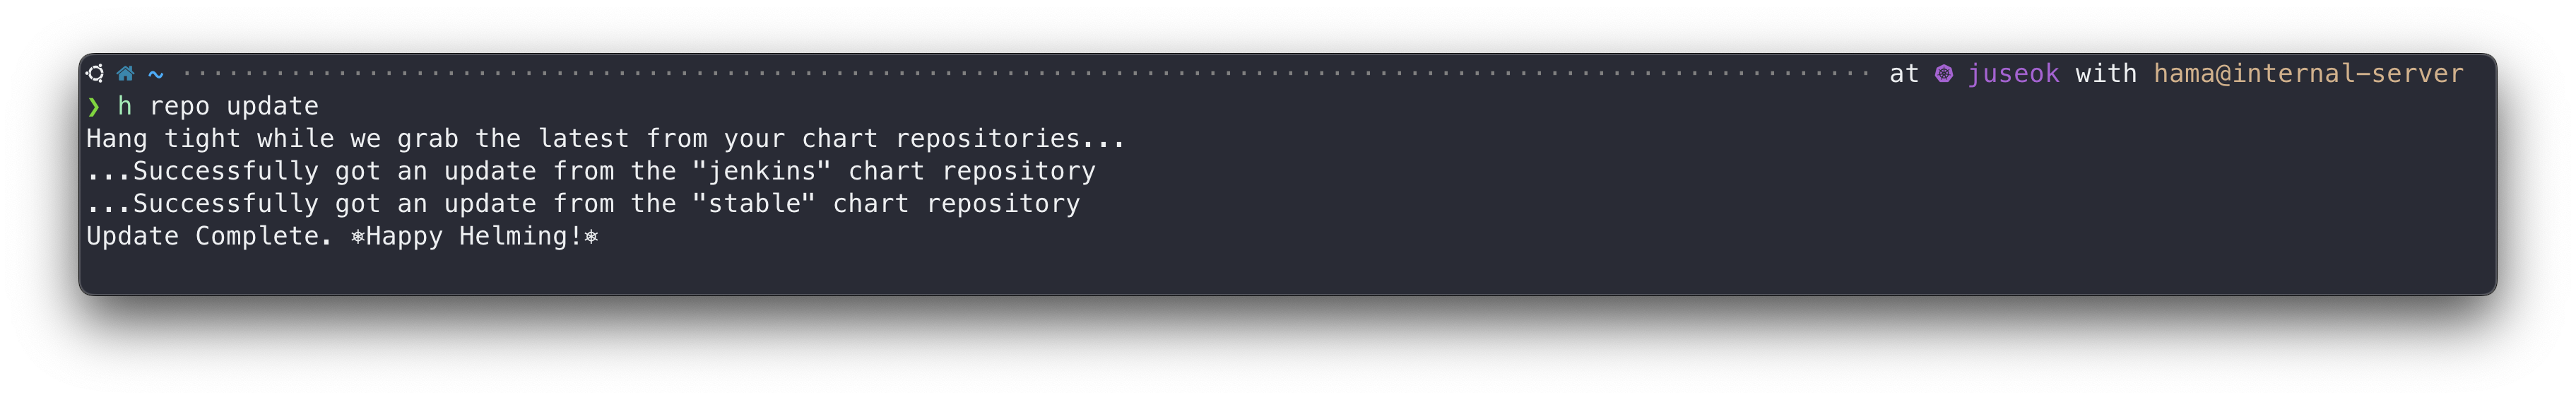 ~ ············································································································· at juseok with hama@internal-server
❯ h repo update
Hang tight while we grab the latest from your chart repositories...
...Successfully got an update from the "jenkins" chart repository
...Successfully got an update from the "stable" chart repository
Update Complete. ⎈Happy Helming!⎈